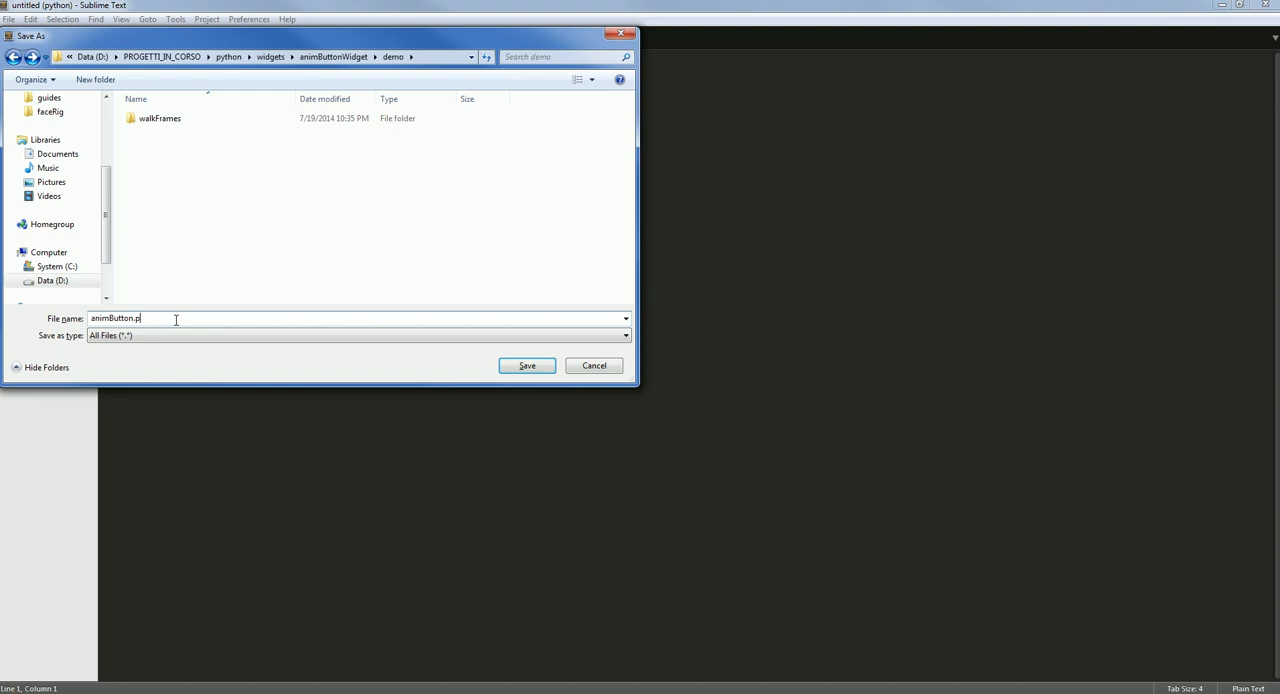 untitled (python) - Sublime Text
File Edit Selection Find View Goto Tools Project Preferences Help
Save As
« Data (D:) ▸ PROGETTI_IN_CORSO ▸ python ▸ widgets ▸ animButtonWidget ▸ demo ▸ Search demo
Organize New folder
guides
faceRig
Libraries
Documents
Music
Pictures
Videos
Homegroup
Computer
System (C:)
Data (D:)
Name Date modified Type Size
walkFrames 7/19/2014 10:35 PM File folder
File name: animButton.p
Save as type: All Files (*.*)
Hide Folders Save Cancel
Line 1, Column 1 Tab Size: 4 Plain Text